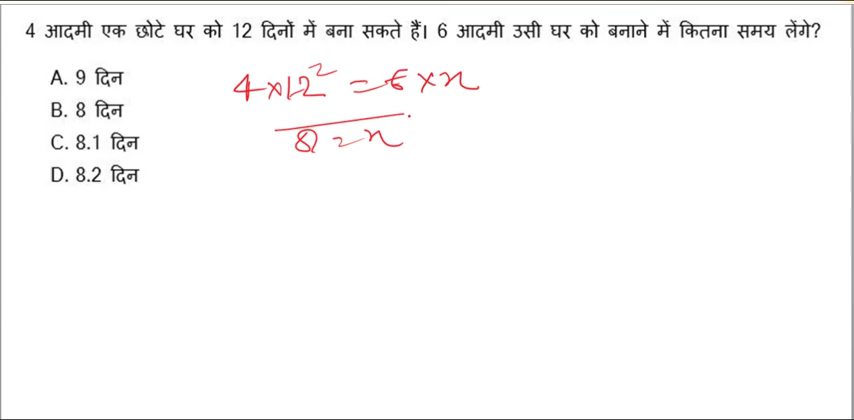 4 आदमी एक छोटे घर को 12 दिनों में बना सकते हैं। 6 आदमी उसी घर को बनाने में कितना समय लेंगे?
A. 9 दिन
B. 8 दिन
C. 8.1 दिन
D. 8.2 दिन
4×12² = 6 × x
8 = x